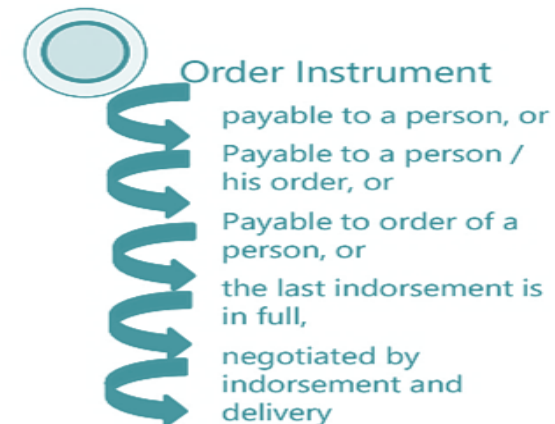 Order Instrument
payable to a person, or
Payable to a person /
his order, or
Payable to order of a
person, or
the last indorsement is
in full,
negotiated by
indorsement and
delivery